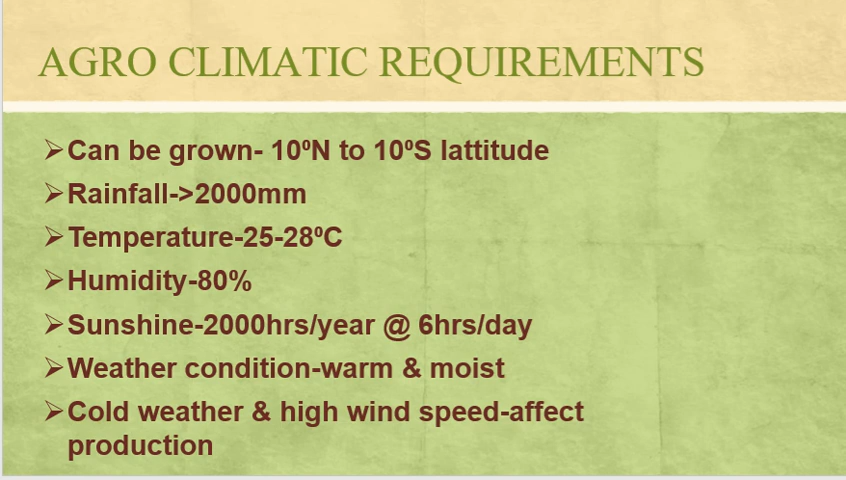 AGRO CLIMATIC REQUIREMENTS
➢Can be grown- 10⁰N to 10⁰S lattitude
➢Rainfall->2000mm
➢Temperature-25-28⁰C
➢Humidity-80%
➢Sunshine-2000hrs/year @ 6hrs/day
➢Weather condition-warm & moist
➢Cold weather & high wind speed-affect
production